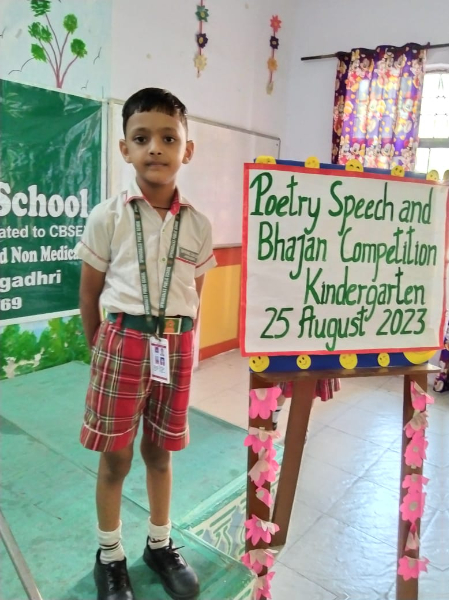 School
ated to CBSE
d Non Medic
gadhri
69
Poetry Speech and
Bhajan Competition
Kindergarten
25 August 2023